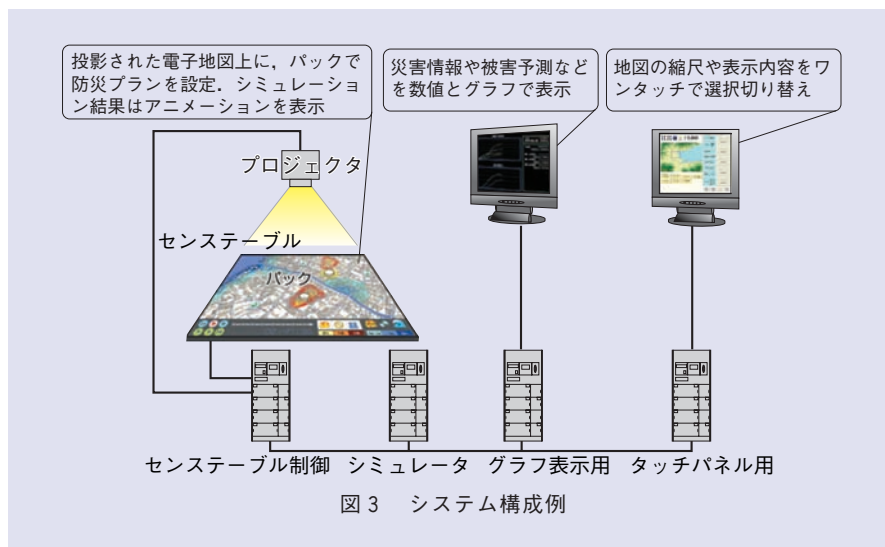 投影された電子地図上に，パックで
防災プランを設定．シミュレーショ
ン結果はアニメーションを表示
災害情報や被害予測など
を数値とグラフで表示
地図の縮尺や表示内容をワ
ンタッチで選択切り替え
プロジェクタ
センステーブル
パック
センステーブル制御
シミュレータ
グラフ表示用
タッチパネル用
図3　システム構成例